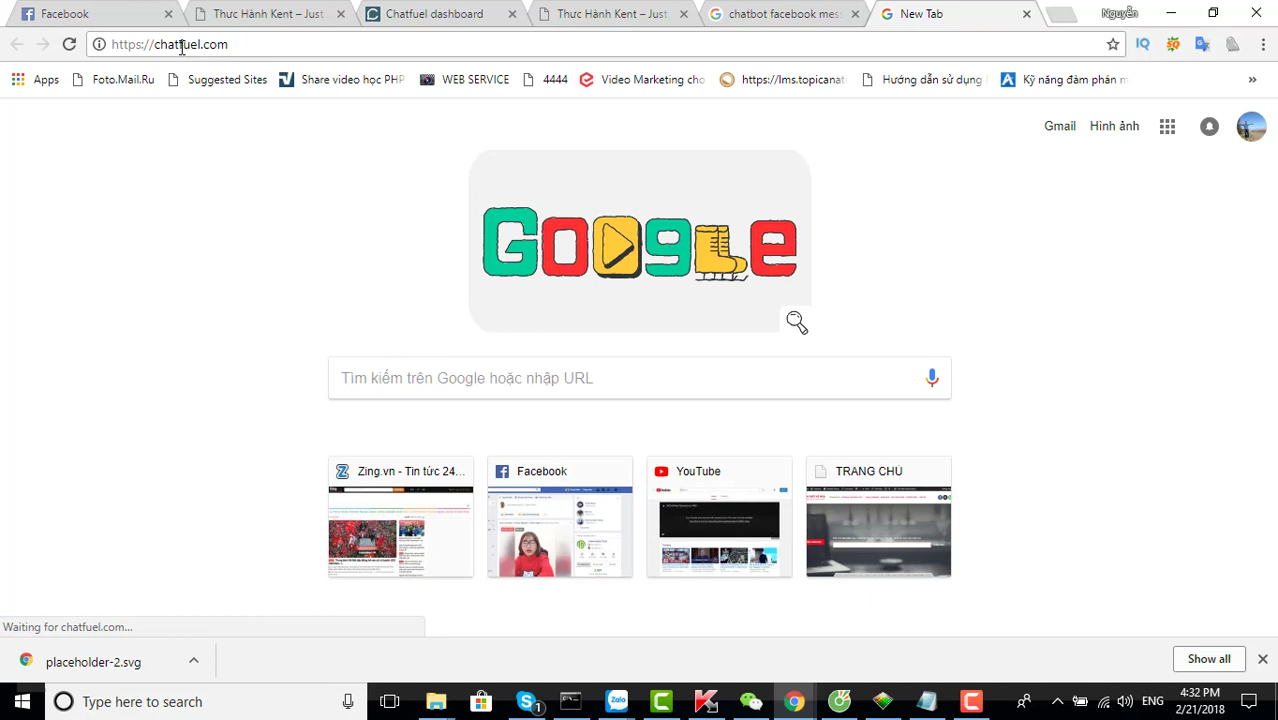 Facebook
Thực Hành Kent – Just
Chatfuel dashboard
Thực Hành Kent – Just
chatbot facebook mes
New Tab
Nguyễn
https://chatfuel.com
Apps
Foto.Mail.Ru
Suggested Sites
Share video học PHP
WEB SERVICE
4444
Video Marketing cho
https://lms.topicanat
Hướng dẫn sử dụng
Kỹ năng đàm phán
Gmail
Hình ảnh
Google
Tìm kiếm trên Google hoặc nhập URL
Zing.vn - Tin tức 24...
Facebook
YouTube
TRANG CHỦ
Waiting for chatfuel.com...
placeholder-2.svg
Show all
Type here to search
ENG
4:32 PM
2/21/2018